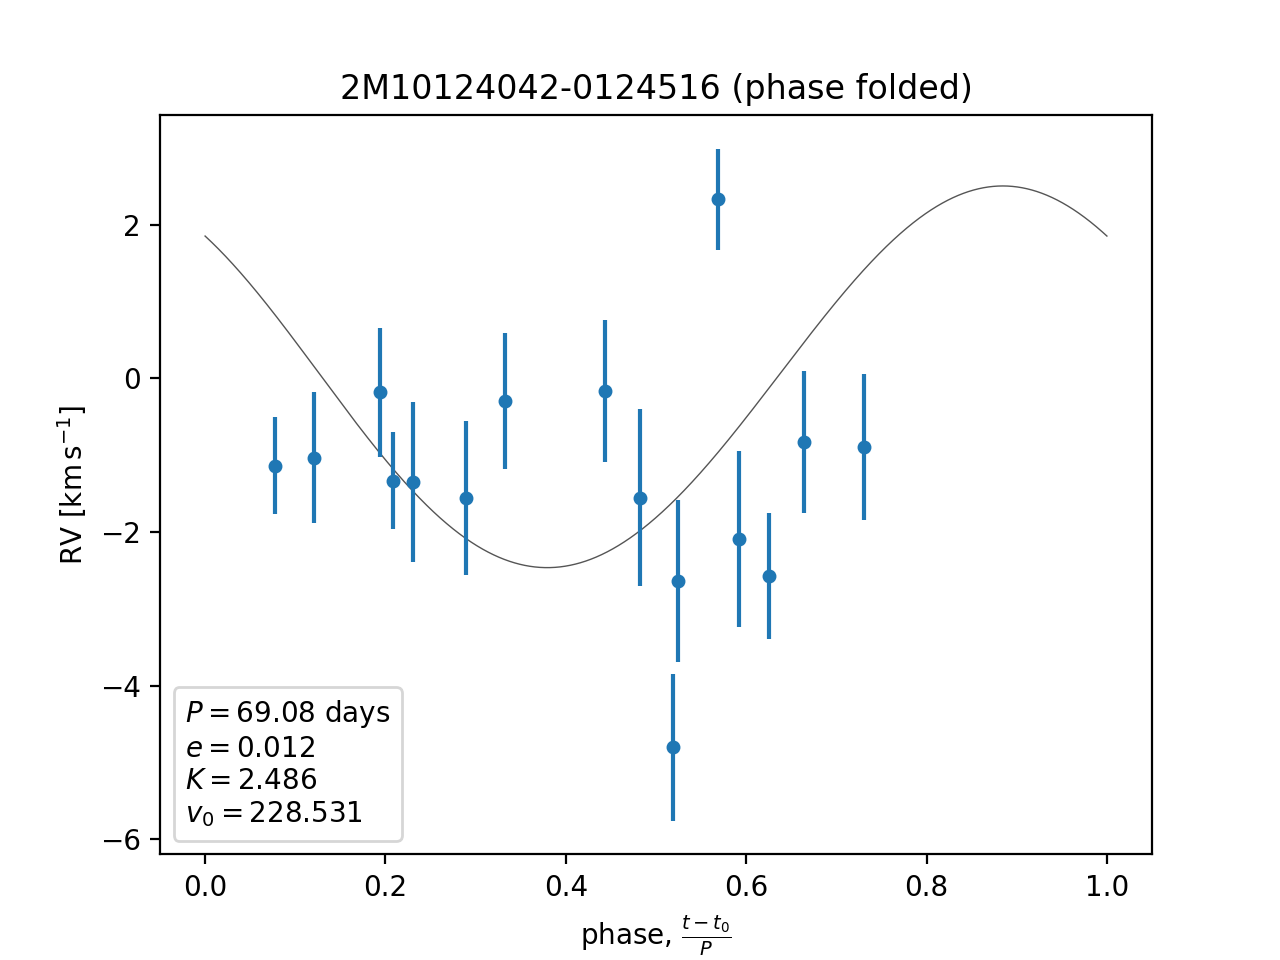 2M10124042-0124516 (phase folded)
RV [km s⁻¹]
2
0
−2
−4
−6
P = 69.08 days
e = 0.012
K = 2.486
v₀ = 228.531
0.0 0.2 0.4 0.6 0.8 1.0
phase, (t − t₀)/P